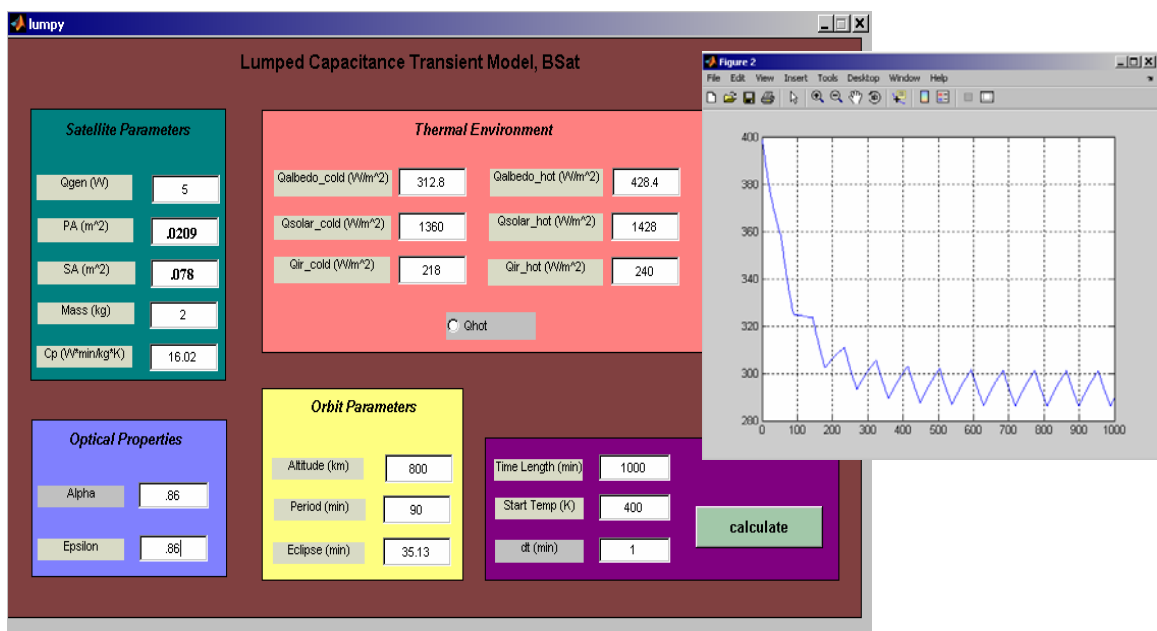 lumpy
Lumped Capacitance Transient Model, BSat
Satellite Parameters
Qgen (W) 5
PA (m^2) .0209
SA (m^2) .078
Mass (kg) 2
Cp (W*min/kg*K) 16.02
Thermal Environment
Qalbedo_cold (W/m^2) 312.8 Qalbedo_hot (W/m^2) 428.4
Qsolar_cold (W/m^2) 1360 Qsolar_hot (W/m^2) 1428
Qir_cold (W/m^2) 218 Qir_hot (W/m^2) 240
Qhot
Optical Properties
Alpha .86
Epsilon .86
Orbit Parameters
Altitude (km) 800
Period (min) 90
Eclipse (min) 35.13
Time Length (min) 1000
Start Temp (K) 400
dt (min) 1
calculate
Figure 2
File Edit View Insert Tools Desktop Window Help
400
380
360
340
320
300
280
0 100 200 300 400 500 600 700 800 900 1000